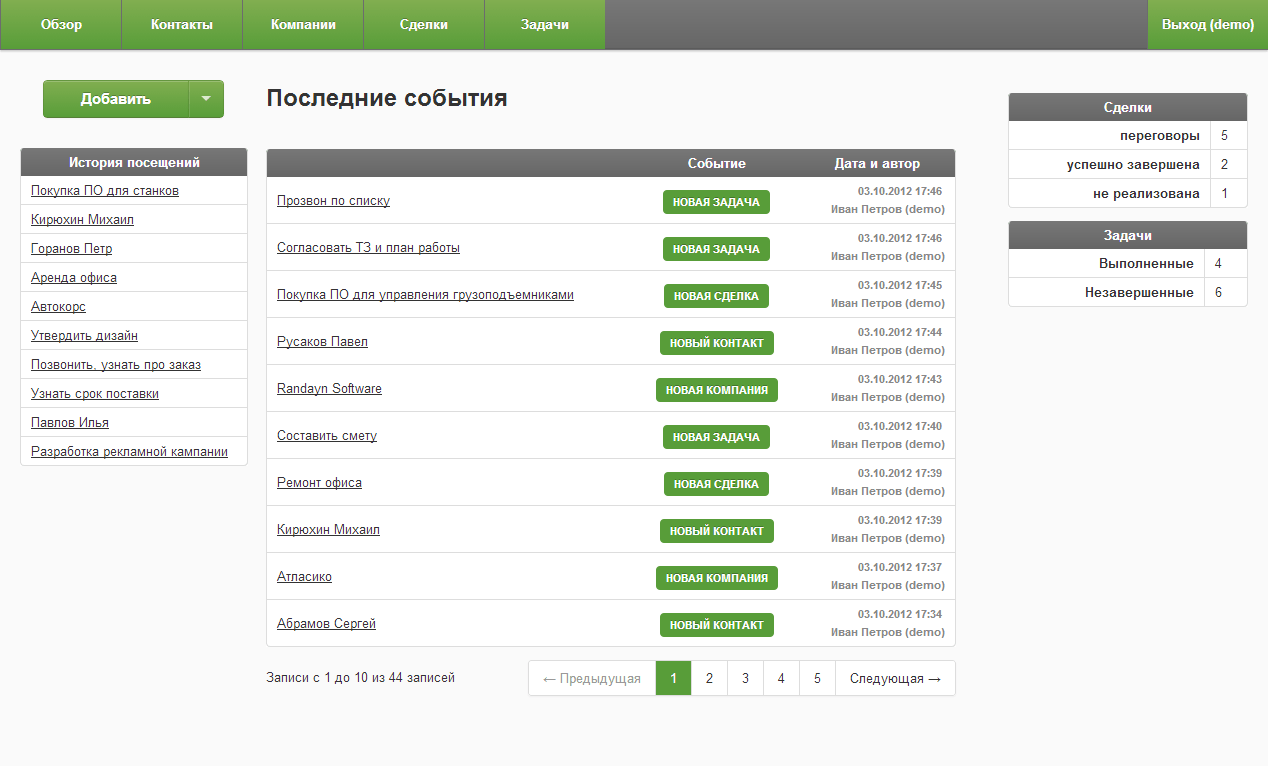 Обзор Контакты Компании Сделки Задачи Выход (demo)
Добавить
История посещений
Покупка ПО для станков
Кирюхин Михаил
Горанов Петр
Аренда офиса
Автокорс
Утвердить дизайн
Позвонить, узнать про заказ
Узнать срок поставки
Павлов Илья
Разработка рекламной кампании
Последние события
Событие Дата и автор
Прозвон по списку НОВАЯ ЗАДАЧА 03.10.2012 17:46
Иван Петров (demo)
Согласовать ТЗ и план работы НОВАЯ ЗАДАЧА 03.10.2012 17:46
Иван Петров (demo)
Покупка ПО для управления грузоподъемниками НОВАЯ СДЕЛКА 03.10.2012 17:45
Иван Петров (demo)
Русаков Павел НОВЫЙ КОНТАКТ 03.10.2012 17:44
Иван Петров (demo)
Randayn Software НОВАЯ КОМПАНИЯ 03.10.2012 17:43
Иван Петров (demo)
Составить смету НОВАЯ ЗАДАЧА 03.10.2012 17:40
Иван Петров (demo)
Ремонт офиса НОВАЯ СДЕЛКА 03.10.2012 17:39
Иван Петров (demo)
Кирюхин Михаил НОВЫЙ КОНТАКТ 03.10.2012 17:39
Иван Петров (demo)
Атласико НОВАЯ КОМПАНИЯ 03.10.2012 17:37
Иван Петров (demo)
Абрамов Сергей НОВЫЙ КОНТАКТ 03.10.2012 17:34
Иван Петров (demo)
Записи с 1 до 10 из 44 записей ← Предыдущая 1 2 3 4 5 Следующая →
Сделки
переговоры 5
успешно завершена 2
не реализована 1
Задачи
Выполненные 4
Незавершенные 6